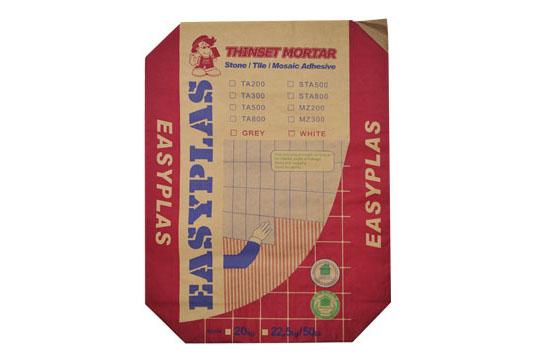 THINSET MORTAR
Stone / Tile / Mosaic Adhesive
TA200 STA500
TA300 STA800
TA500 MZ200
TA800 MZ300
GREY WHITE
EASYPLAS
EASYPLAS
EASYPLAS
20kg 22.5kg/50lb